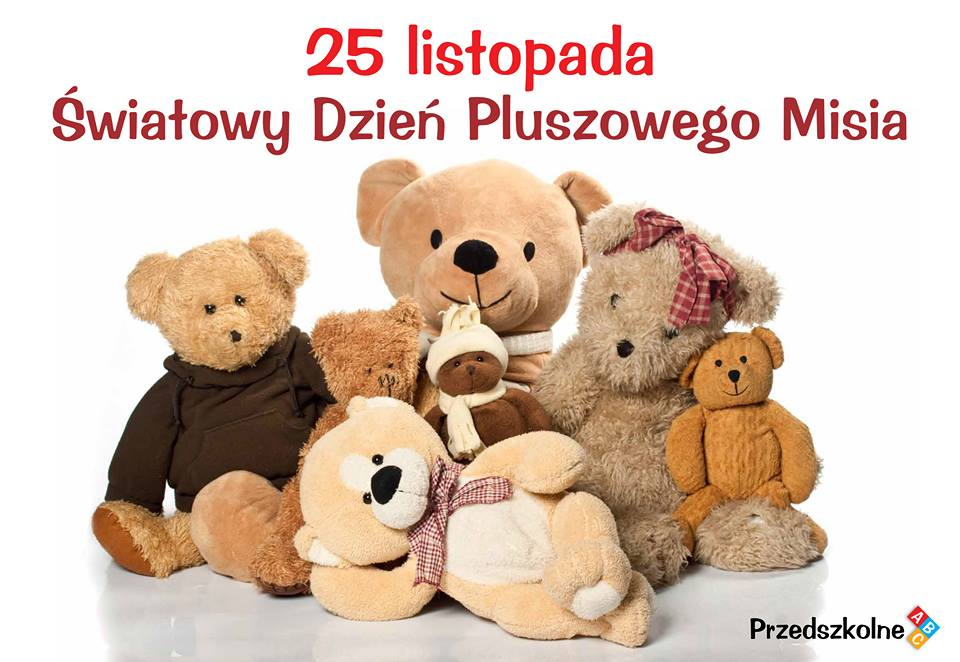 25 listopada
Światowy Dzień Pluszowego Misia
Przedszkolne ABC